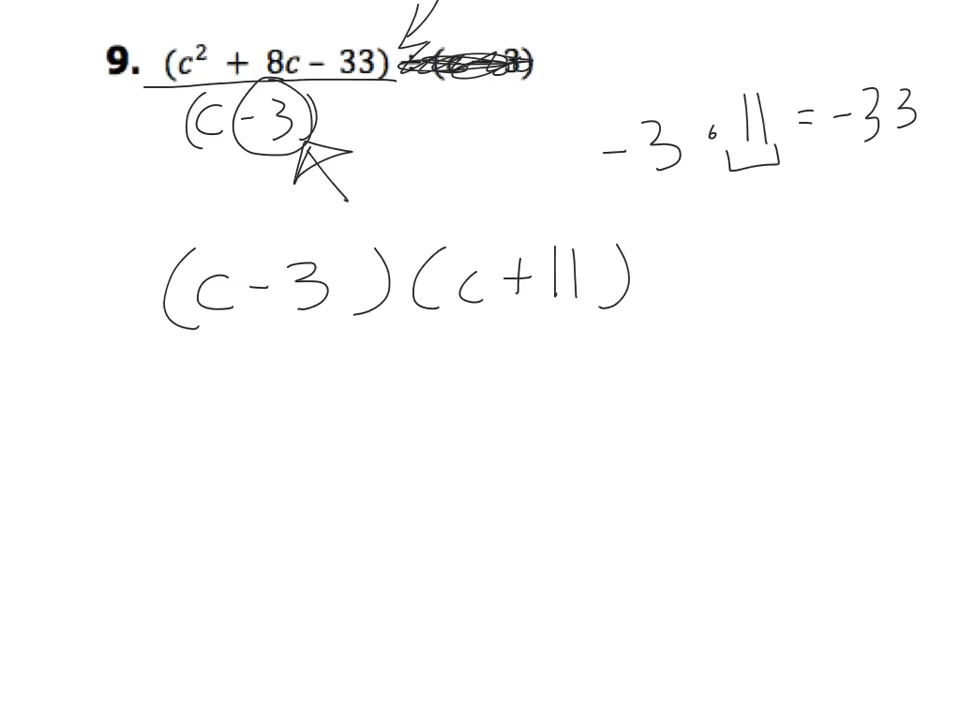 9. (c² + 8c – 33)
(c - 3)
- 3 · 11 = -33
(c - 3)(c + 11)